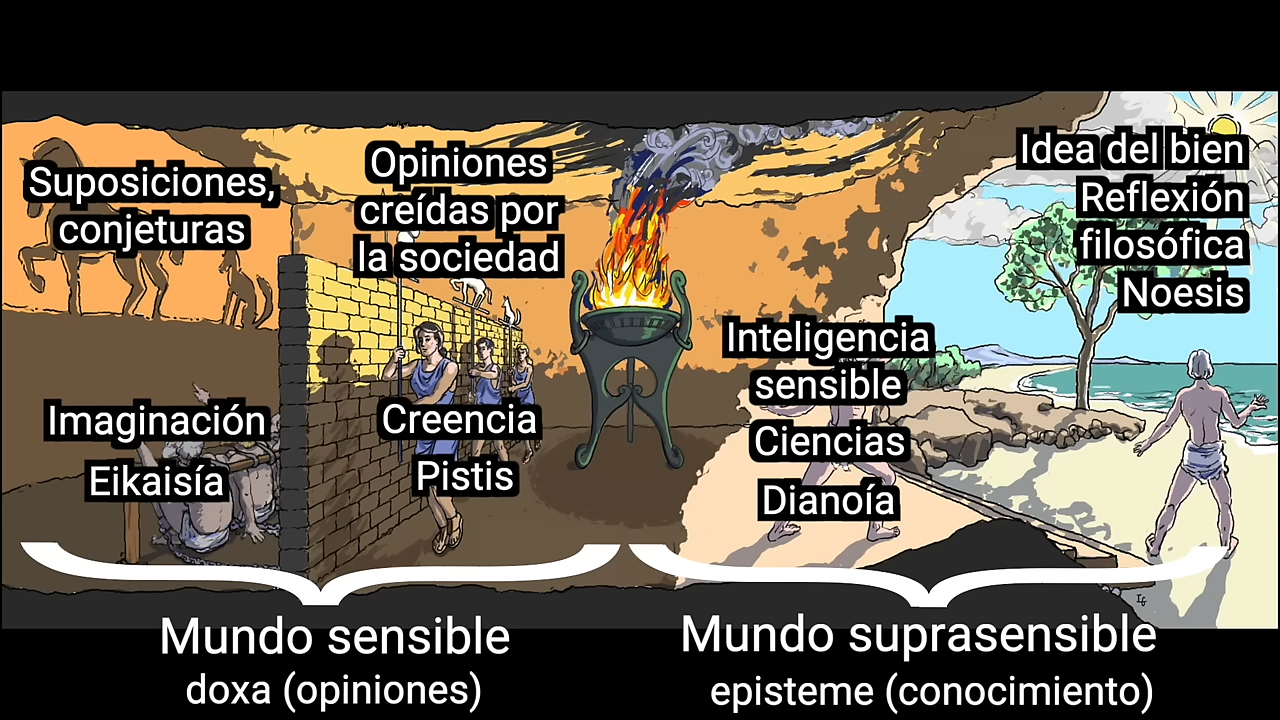 Suposiciones,
conjeturas
Imaginación
Eikaisía
Opiniones
creídas por
la sociedad
Creencia
Pistis
Inteligencia
sensible
Ciencias
Dianoía
Idea del bien
Reflexión
filosófica
Noesis
Mundo sensible
doxa (opiniones)
Mundo suprasensible
episteme (conocimiento)